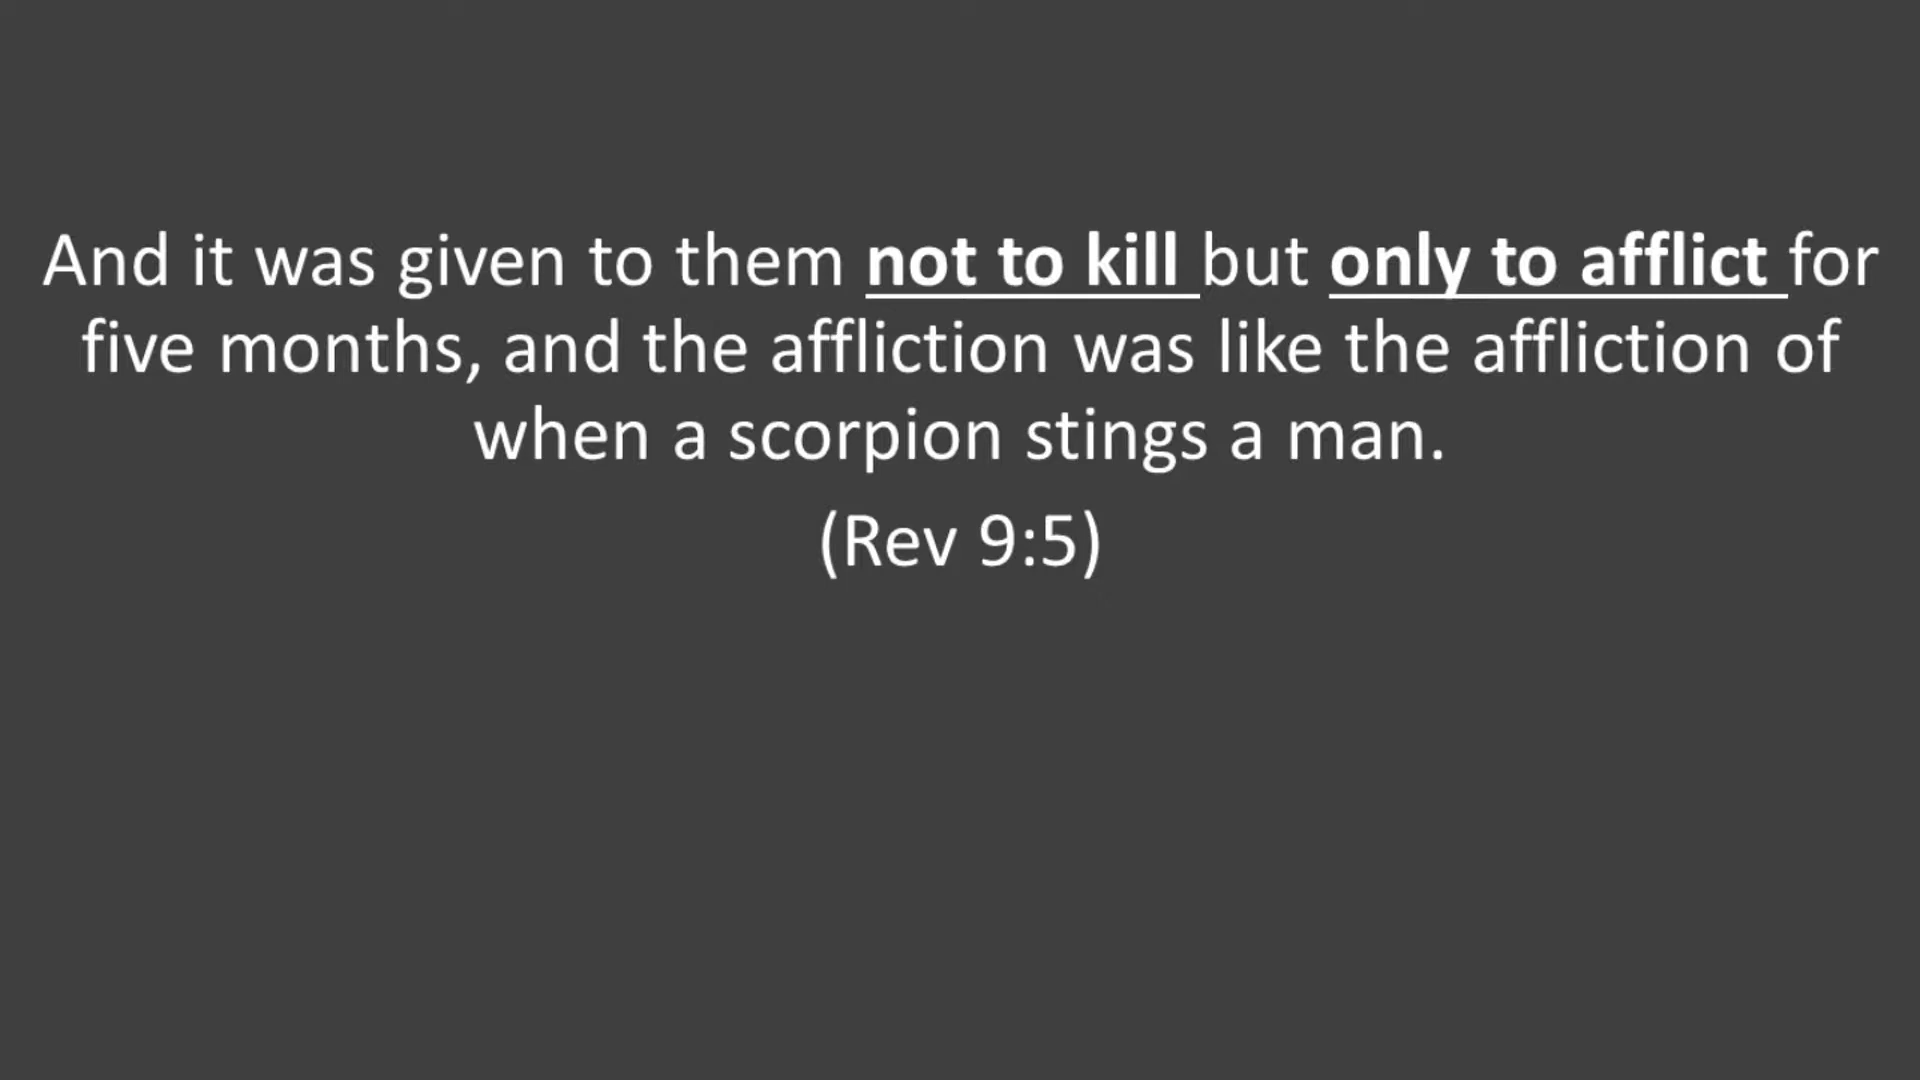 And it was given to them not to kill but only to afflict for
five months, and the affliction was like the affliction of
when a scorpion stings a man.
(Rev 9:5)